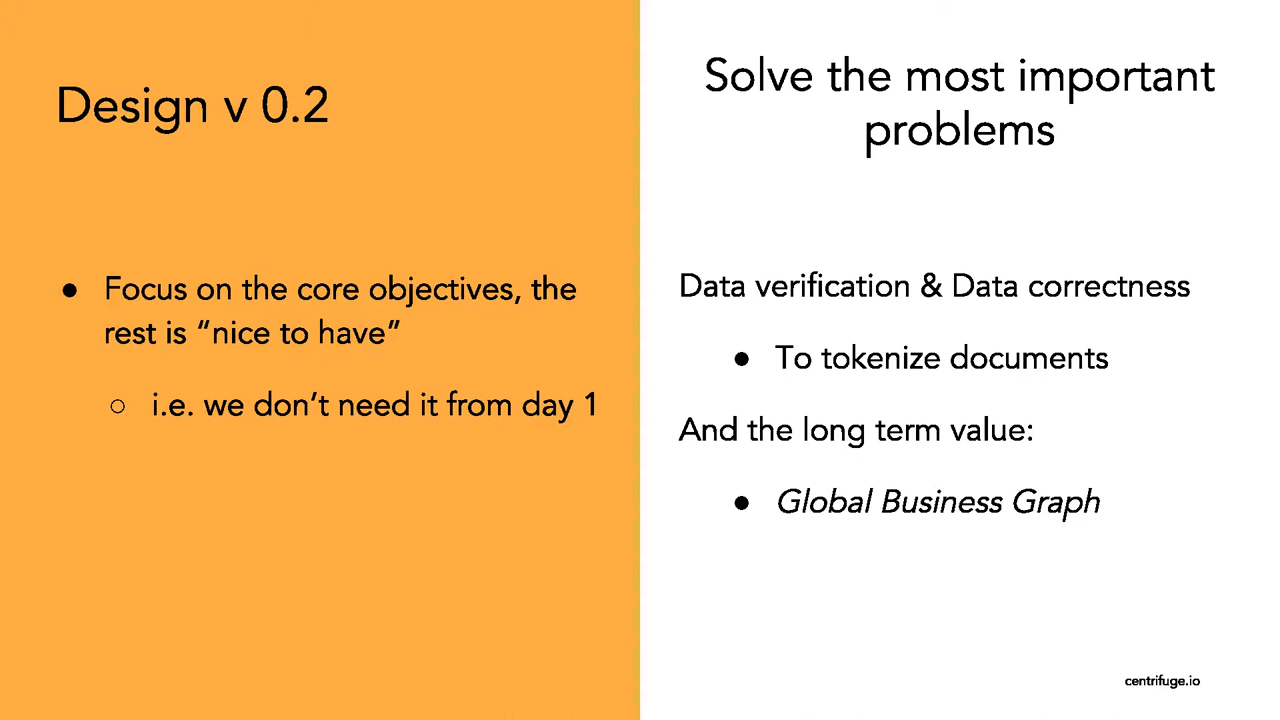 Design v 0.2
● Focus on the core objectives, the
rest is “nice to have”
○ i.e. we don’t need it from day 1
Solve the most important
problems
Data verification & Data correctness
● To tokenize documents
And the long term value:
● Global Business Graph
centrifuge.io